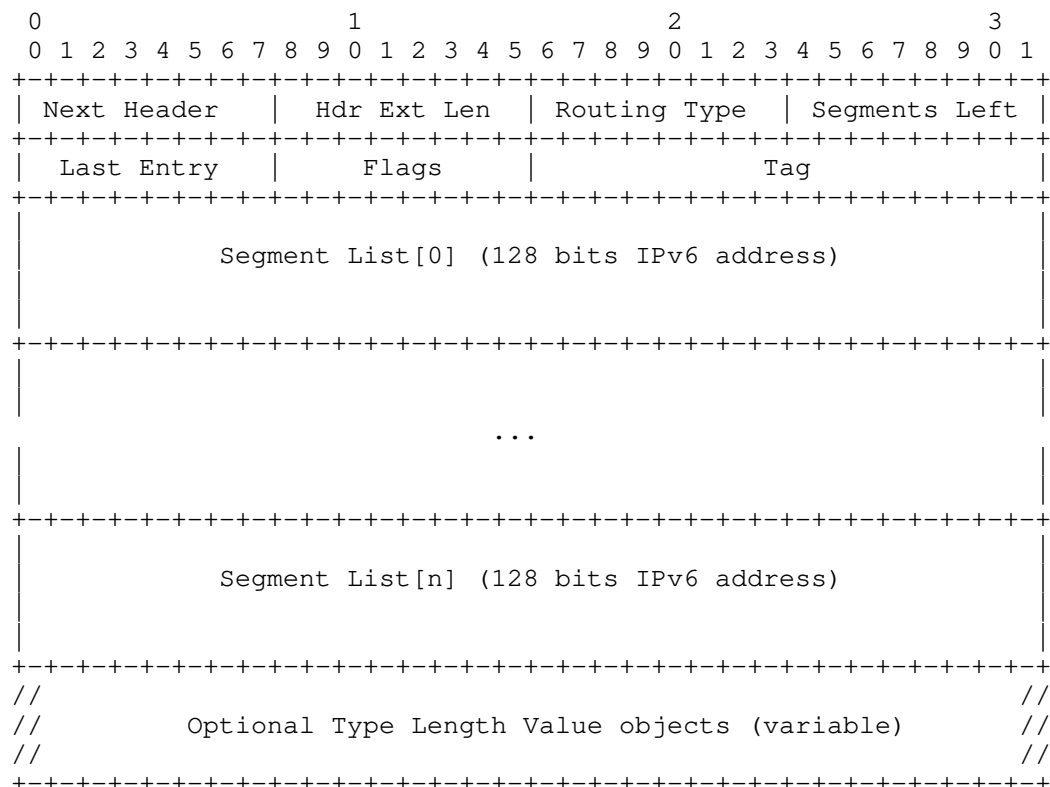 0                   1                   2                   3
 0 1 2 3 4 5 6 7 8 9 0 1 2 3 4 5 6 7 8 9 0 1 2 3 4 5 6 7 8 9 0 1
+-+-+-+-+-+-+-+-+-+-+-+-+-+-+-+-+-+-+-+-+-+-+-+-+-+-+-+-+-+-+-+-+
| Next Header   |  Hdr Ext Len  | Routing Type  | Segments Left |
+-+-+-+-+-+-+-+-+-+-+-+-+-+-+-+-+-+-+-+-+-+-+-+-+-+-+-+-+-+-+-+-+
|  Last Entry   |     Flags     |              Tag              |
+-+-+-+-+-+-+-+-+-+-+-+-+-+-+-+-+-+-+-+-+-+-+-+-+-+-+-+-+-+-+-+-+
|                                                               |
|            Segment List[0] (128 bits IPv6 address)            |
|                                                               |
|                                                               |
+-+-+-+-+-+-+-+-+-+-+-+-+-+-+-+-+-+-+-+-+-+-+-+-+-+-+-+-+-+-+-+-+
|                                                               |
|                                                               |
                              ...
|                                                               |
|                                                               |
+-+-+-+-+-+-+-+-+-+-+-+-+-+-+-+-+-+-+-+-+-+-+-+-+-+-+-+-+-+-+-+-+
|                                                               |
|            Segment List[n] (128 bits IPv6 address)            |
|                                                               |
|                                                               |
+-+-+-+-+-+-+-+-+-+-+-+-+-+-+-+-+-+-+-+-+-+-+-+-+-+-+-+-+-+-+-+-+
//                                                             //
//         Optional Type Length Value objects (variable)       //
//                                                             //
+-+-+-+-+-+-+-+-+-+-+-+-+-+-+-+-+-+-+-+-+-+-+-+-+-+-+-+-+-+-+-+-+